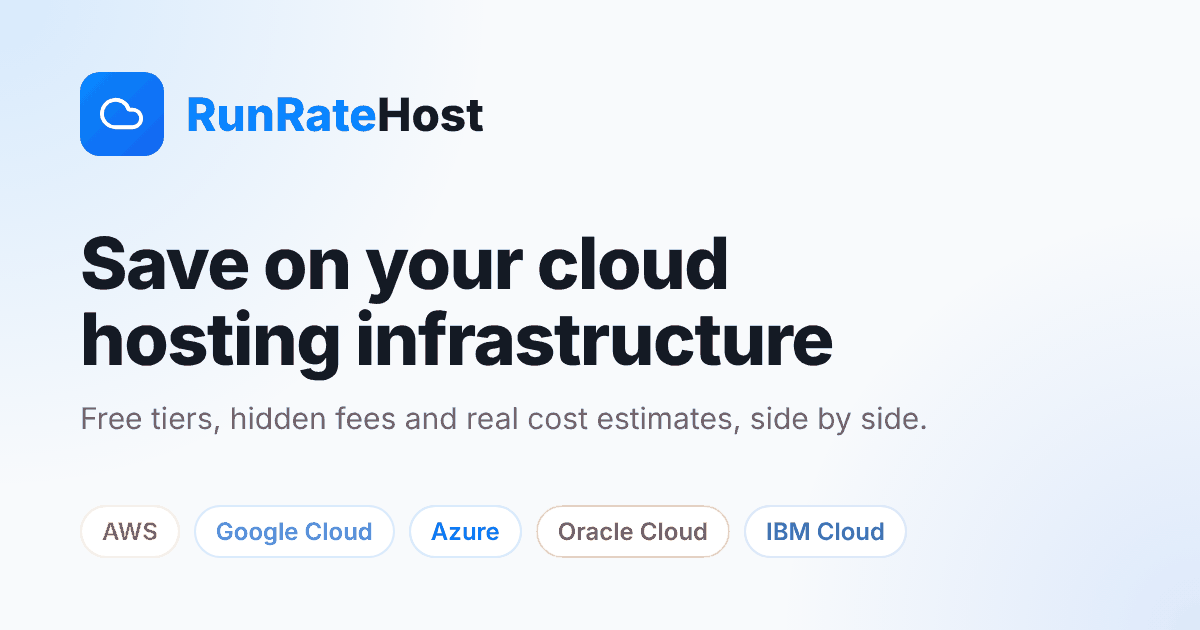 RunRateHost
Save on your cloud
hosting infrastructure
Free tiers, hidden fees and real cost estimates, side by side.
AWS
Google Cloud
Azure
Oracle Cloud
IBM Cloud